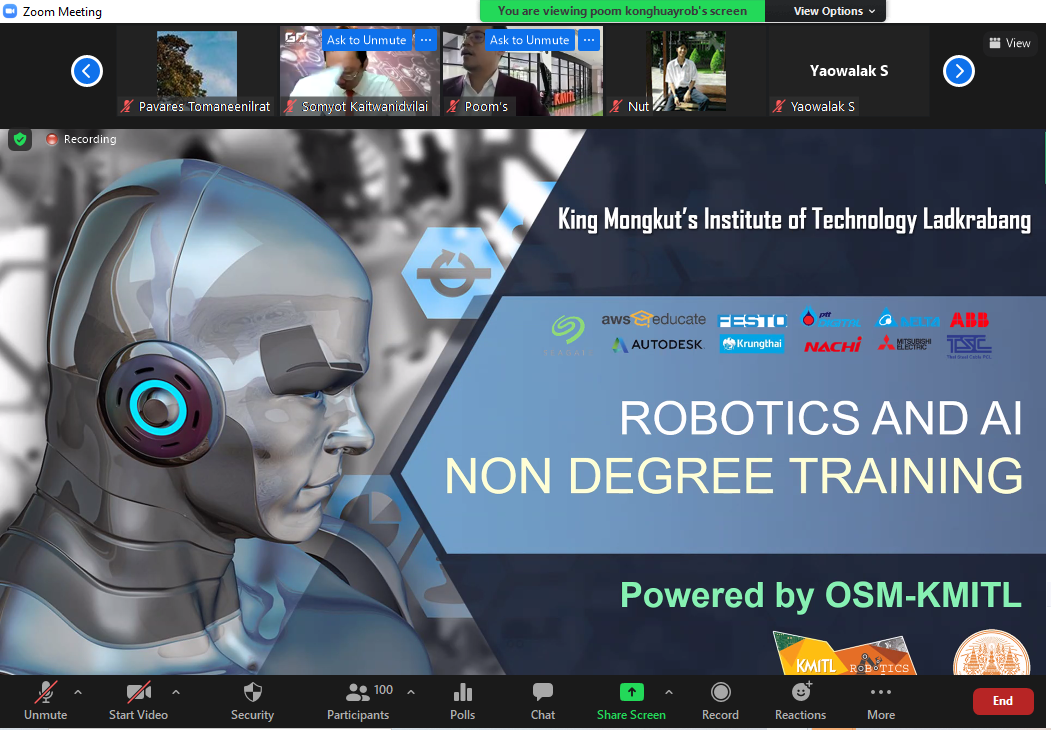 Zoom Meeting
You are viewing poom konghuayrob's screen
View Options
Ask to Unmute
Ask to Unmute
View
Yaowalak S
Pavares Tomaneenilrat
Somyot Kaitwanidvilai
Poom's
KMITL
Nut
Yaowalak S
Recording
King Mongkut's Institute of Technology Ladkrabang
SEAGATE
aws educate
FESTO
ptt
DIGITAL
DELTA
ABB
AUTODESK
Krungthai
NACHI
MITSUBISHI
ELECTRIC
ROBOTICS AND AI
NON DEGREE TRAINING
Powered by OSM-KMITL
KMITL
ROBOTICS
Unmute
Start Video
Security
100
Participants
Polls
Chat
Share Screen
Record
Reactions
More
End